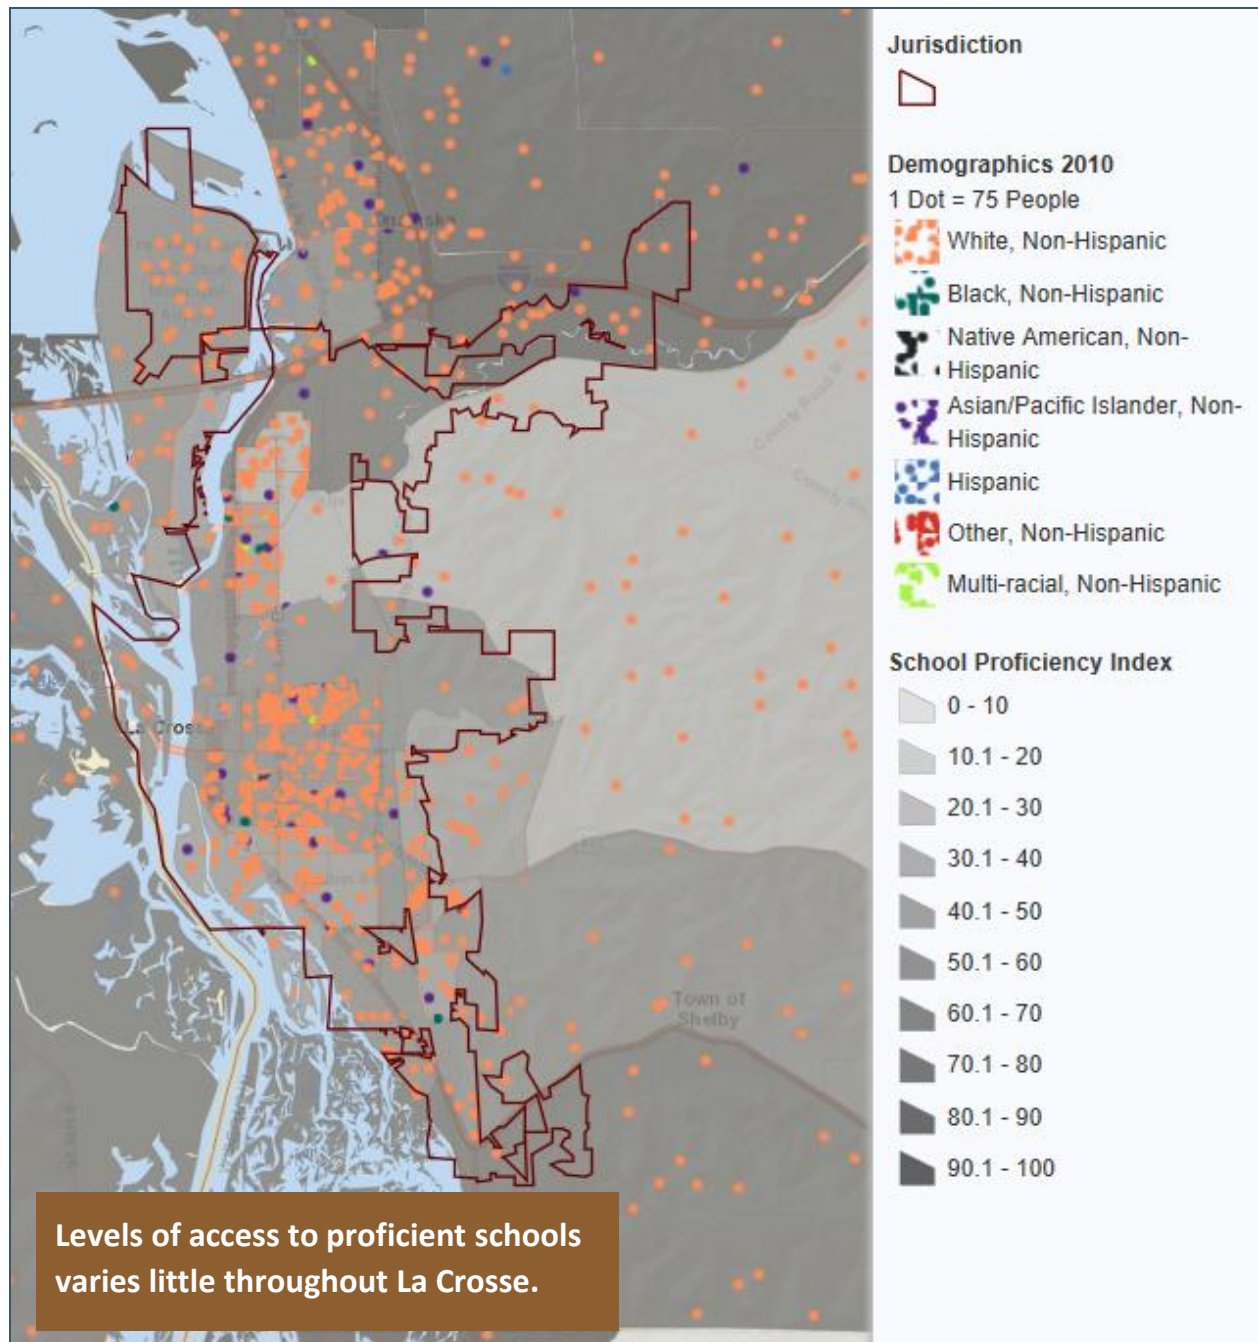 Jurisdiction
Demographics 2010
1 Dot = 75 People
White, Non-Hispanic
Black, Non-Hispanic
Native American, Non-
Hispanic
Asian/Pacific Islander, Non-
Hispanic
Hispanic
Other, Non-Hispanic
Multi-racial, Non-Hispanic
School Proficiency Index
0 - 10
10.1 - 20
20.1 - 30
30.1 - 40
40.1 - 50
50.1 - 60
60.1 - 70
70.1 - 80
80.1 - 90
90.1 - 100
La Crosse
Town of
Shelby
Levels of access to proficient schools
varies little throughout La Crosse.